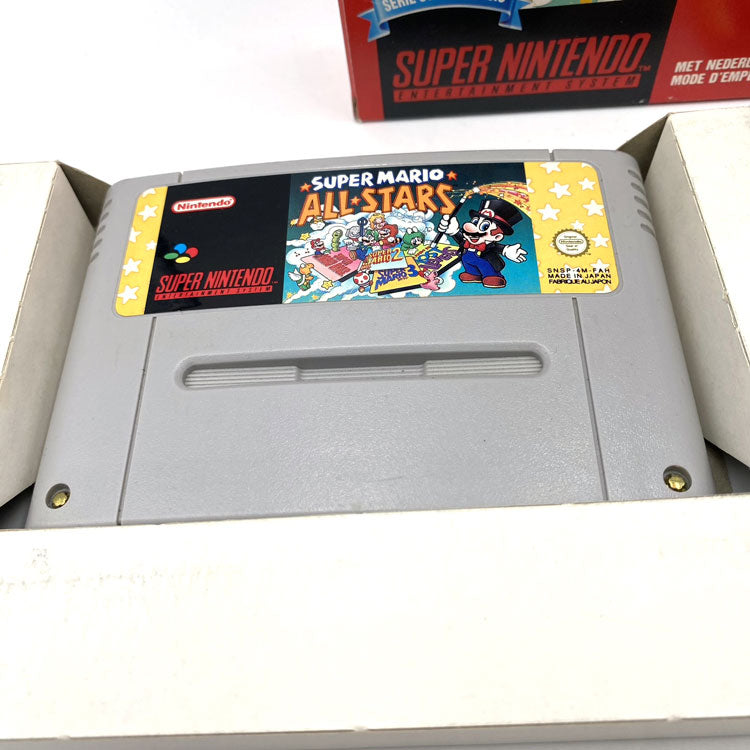 SUPER NINTENDO™
ENTERTAINMENT SYSTEM
MET NEDERL
MODE D'EMPL
Nintendo
SUPER MARIO
ALL★STARS
SUPER NINTENDO
ENTERTAINMENT SYSTEM
SNSP-4M-FAH
MADE IN JAPAN
FABRIQUE AU JAPON